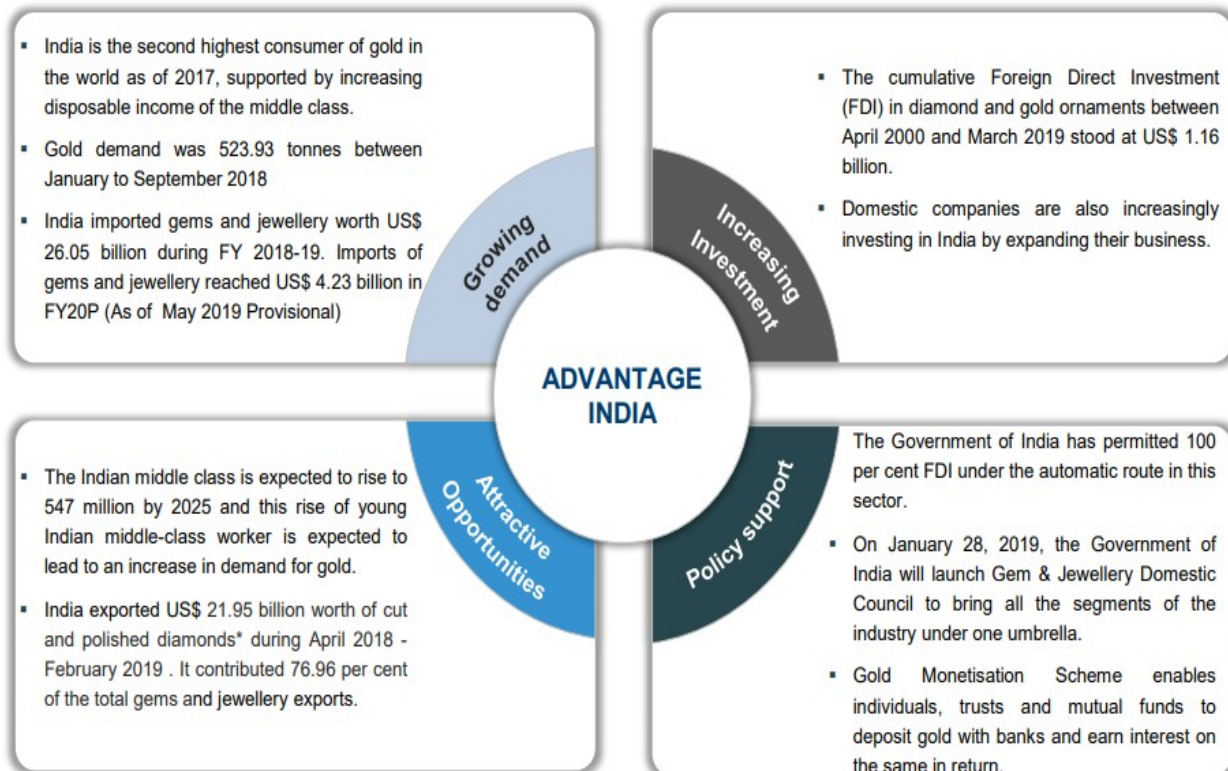 ▪ India is the second highest consumer of gold in
the world as of 2017, supported by increasing
disposable income of the middle class.
▪ Gold demand was 523.93 tonnes between
January to September 2018
▪ India imported gems and jewellery worth US$
26.05 billion during FY 2018-19. Imports of
gems and jewellery reached US$ 4.23 billion in
FY20P (As of May 2019 Provisional)
Growing
demand
▪ The cumulative Foreign Direct Investment
(FDI) in diamond and gold ornaments between
April 2000 and March 2019 stood at US$ 1.16
billion.
▪ Domestic companies are also increasingly
investing in India by expanding their business.
Increasing
Investment
ADVANTAGE
INDIA
▪ The Indian middle class is expected to rise to
547 million by 2025 and this rise of young
Indian middle-class worker is expected to
lead to an increase in demand for gold.
▪ India exported US$ 21.95 billion worth of cut
and polished diamonds* during April 2018 -
February 2019 . It contributed 76.96 per cent
of the total gems and jewellery exports.
Attractive
Opportunities
The Government of India has permitted 100
per cent FDI under the automatic route in this
sector.
▪ On January 28, 2019, the Government of
India will launch Gem & Jewellery Domestic
Council to bring all the segments of the
industry under one umbrella.
▪ Gold Monetisation Scheme enables
individuals, trusts and mutual funds to
deposit gold with banks and earn interest on
the same in return.
Policy support